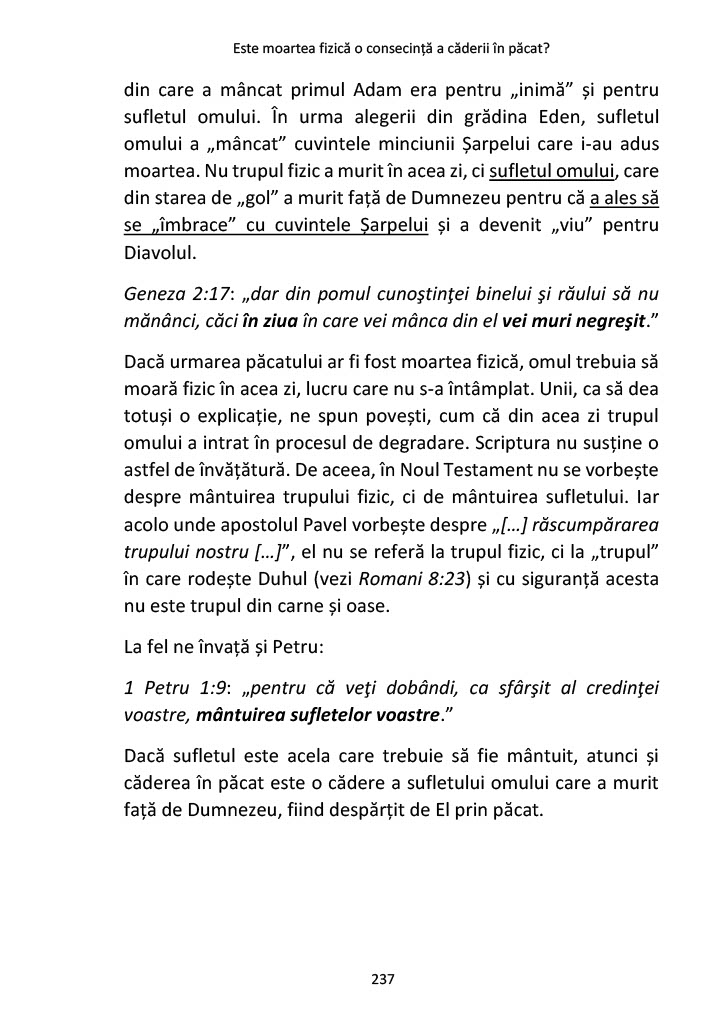 Este moartea fizică o consecință a căderii în păcat?
din care a mâncat primul Adam era pentru „inimă” și pentru
sufletul omului. În urma alegerii din grădina Eden, sufletul
omului a „mâncat” cuvintele minciunii Șarpelui care i-au adus
moartea. Nu trupul fizic a murit în acea zi, ci sufletul omului, care
din starea de „gol” a murit față de Dumnezeu pentru că a ales să
se „îmbrace” cu cuvintele Șarpelui și a devenit „viu” pentru
Diavolul.
Geneza 2:17: „dar din pomul cunoştinţei binelui şi răului să nu
mănânci, căci în ziua în care vei mânca din el vei muri negreşit.”
Dacă urmarea păcatului ar fi fost moartea fizică, omul trebuia să
moară fizic în acea zi, lucru care nu s-a întâmplat. Unii, ca să dea
totuși o explicație, ne spun povești, cum că din acea zi trupul
omului a intrat în procesul de degradare. Scriptura nu susține o
astfel de învățătură. De aceea, în Noul Testament nu se vorbește
despre mântuirea trupului fizic, ci de mântuirea sufletului. Iar
acolo unde apostolul Pavel vorbește despre „[…] răscumpărarea
trupului nostru […]”, el nu se referă la trupul fizic, ci la „trupul”
în care rodește Duhul (vezi Romani 8:23) și cu siguranță acesta
nu este trupul din carne și oase.
La fel ne învață și Petru:
1 Petru 1:9: „pentru că veţi dobândi, ca sfârşit al credinţei
voastre, mântuirea sufletelor voastre.”
Dacă sufletul este acela care trebuie să fie mântuit, atunci și
căderea în păcat este o cădere a sufletului omului care a murit
față de Dumnezeu, fiind despărțit de El prin păcat.
237